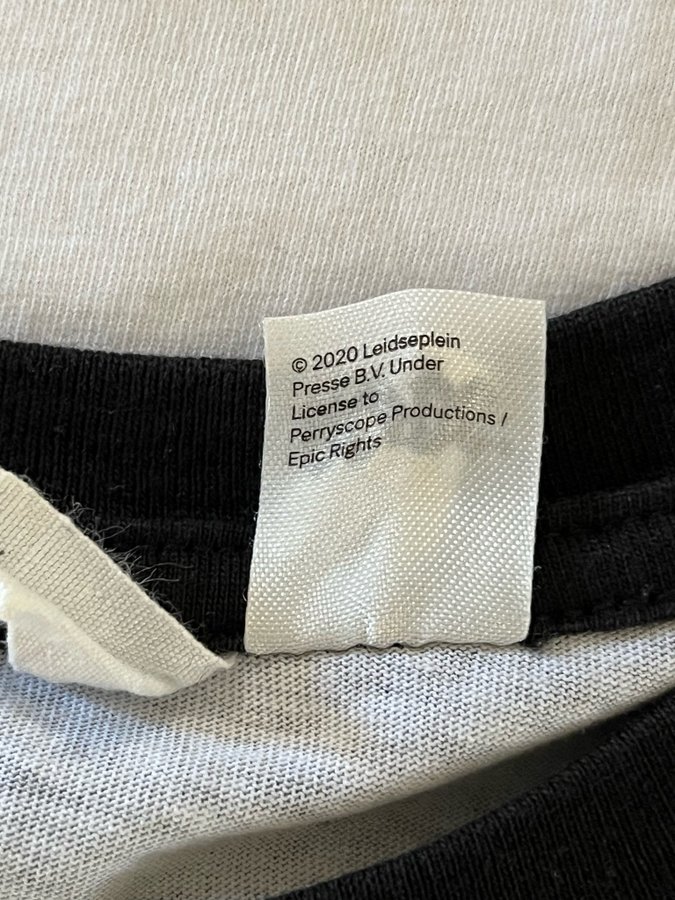 © 2020 Leidseplein
Presse B.V. Under
License to
Perryscope Productions /
Epic Rights